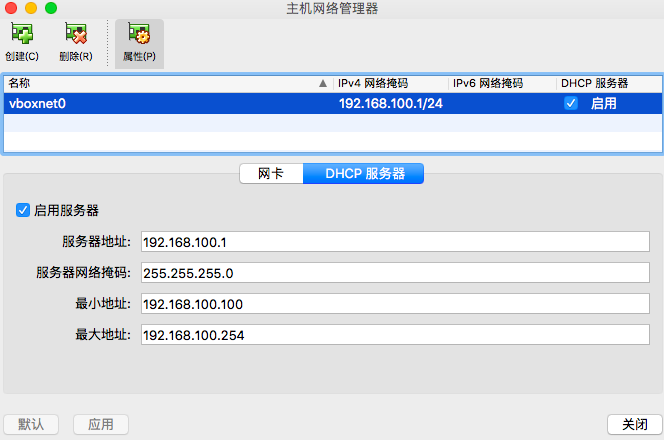 主机网络管理器
创建(C) 删除(R) 属性(P)
名称 IPv4 网络掩码 IPv6 网络掩码 DHCP 服务器
vboxnet0 192.168.100.1/24 启用
网卡 DHCP 服务器
启用服务器
服务器地址: 192.168.100.1
服务器网络掩码: 255.255.255.0
最小地址: 192.168.100.100
最大地址: 192.168.100.254
默认 应用 关闭